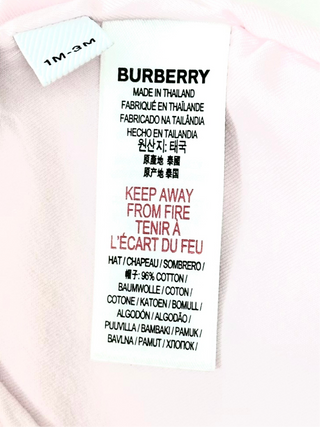 1M-3M
BURBERRY
MADE IN THAILAND
FABRIQUÉ EN THAÏLANDE
FABRICADO NA TAILÂNDIA
HECHO EN TAILANDIA
원산지: 태국
原產地 泰國
原产地 泰国
KEEP AWAY
FROM FIRE
TENIR À
L'ÉCART DU FEU
HAT / CHAPEAU / SOMBRERO /
帽子: 96% COTTON /
BAUMWOLLE / COTON /
COTONE / KATOEN / BOMULL /
ALGODÓN / ALGODÃO /
PUUVILLA / BAMBAKI / PAMUK /
BAVLNA / PAMUT / ХЛОПОК /